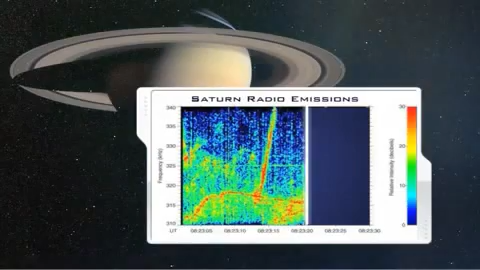 SATURN RADIO EMISSIONS
340
335
330
325
320
315
310
Frequency (kHz)
UT
08:23:05 08:23:10 08:23:15 08:23:20 08:23:25 08:23:30
30
20
10
0
Relative Intensity (decibels)